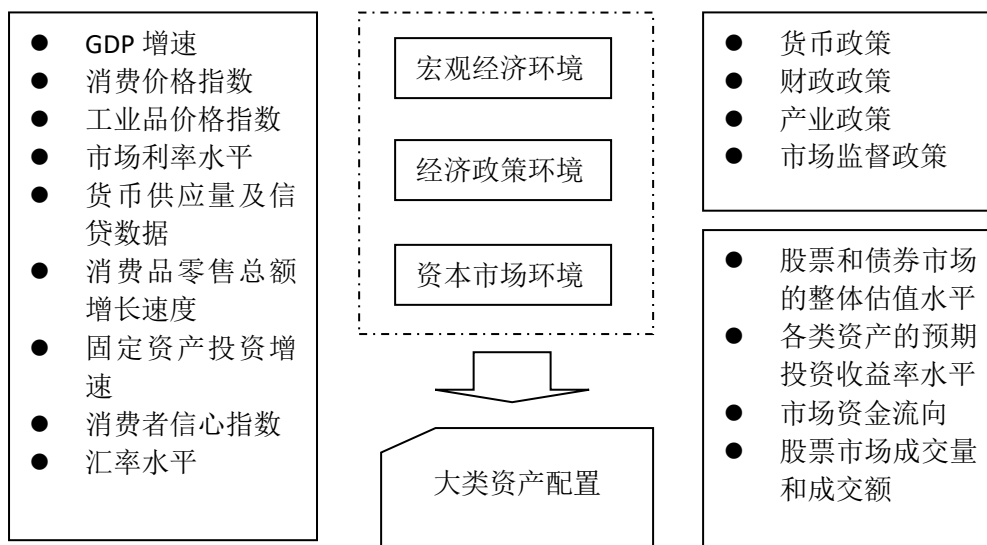 GDP 增速
消费价格指数
工业品价格指数
市场利率水平
货币供应量及信
贷数据
消费品零售总额
增长速度
固定资产投资增
速
消费者信心指数
汇率水平
宏观经济环境
经济政策环境
资本市场环境
大类资产配置
货币政策
财政政策
产业政策
市场监督政策
股票和债券市场
的整体估值水平
各类资产的预期
投资收益率水平
市场资金流向
股票市场成交量
和成交额